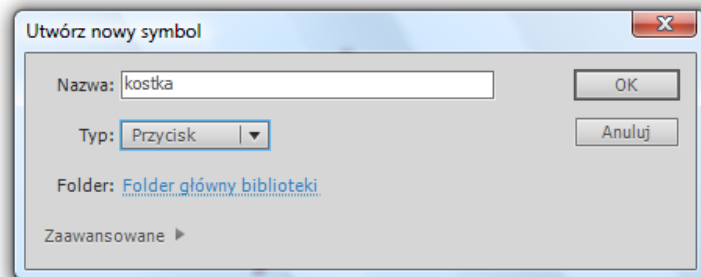 Utwórz nowy symbol
Nazwa: kostka
OK
Typ: Przycisk
Anuluj
Folder: Folder główny biblioteki
Zaawansowane